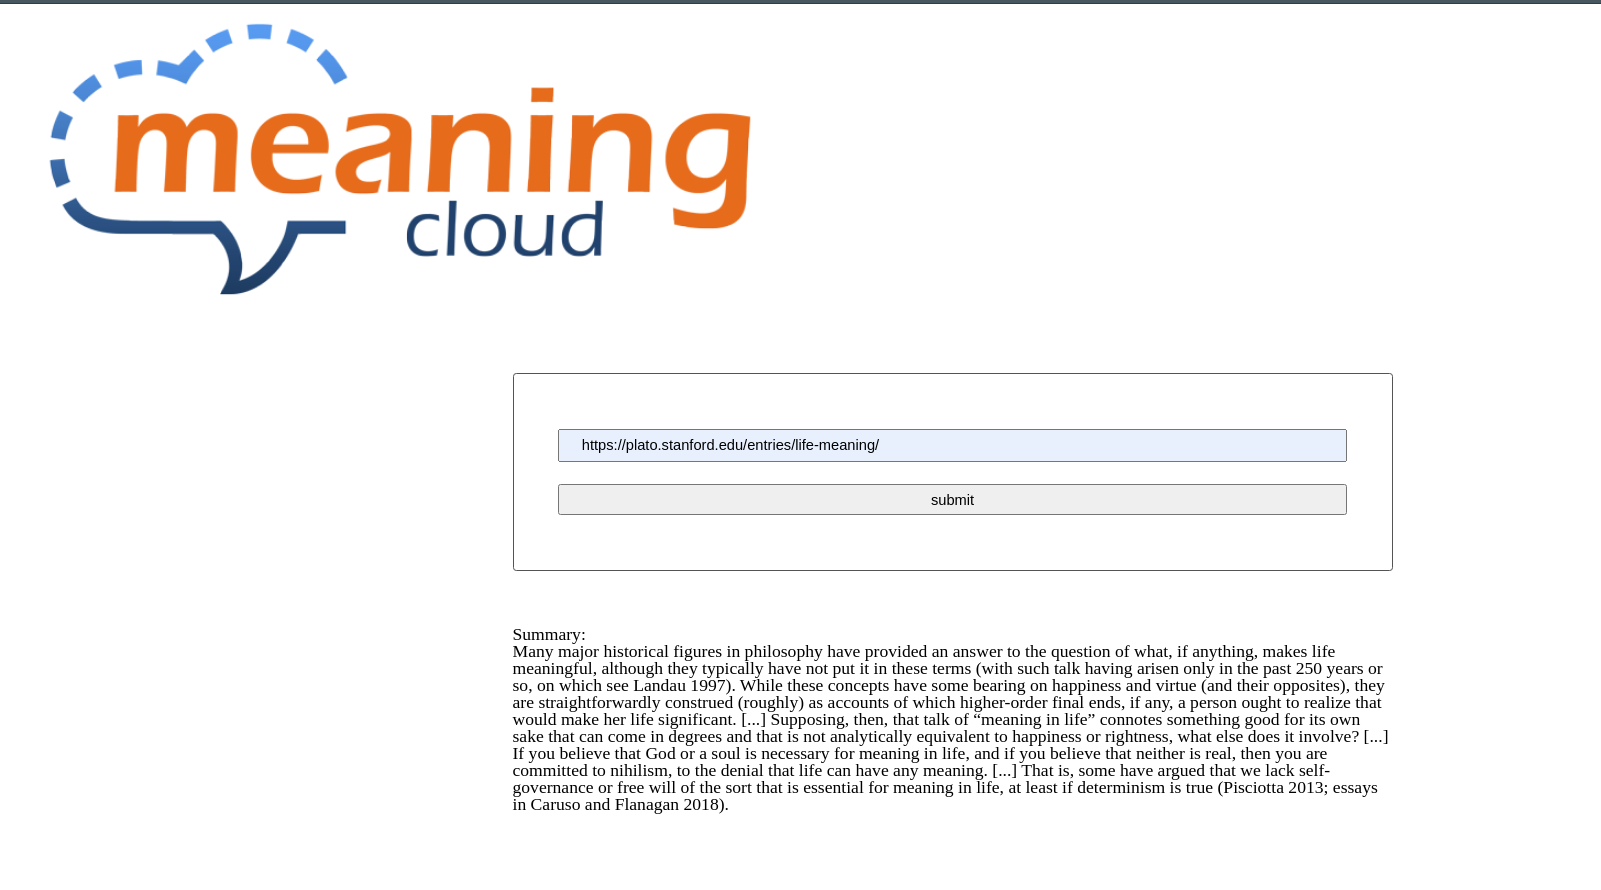 meaning
cloud
https://plato.stanford.edu/entries/life-meaning/
submit
Summary:
Many major historical figures in philosophy have provided an answer to the question of what, if anything, makes life
meaningful, although they typically have not put it in these terms (with such talk having arisen only in the past 250 years or
so, on which see Landau 1997). While these concepts have some bearing on happiness and virtue (and their opposites), they
are straightforwardly construed (roughly) as accounts of which higher-order final ends, if any, a person ought to realize that
would make her life significant. [...] Supposing, then, that talk of “meaning in life” connotes something good for its own
sake that can come in degrees and that is not analytically equivalent to happiness or rightness, what else does it involve? [...]
If you believe that God or a soul is necessary for meaning in life, and if you believe that neither is real, then you are
committed to nihilism, to the denial that life can have any meaning. [...] That is, some have argued that we lack self-
governance or free will of the sort that is essential for meaning in life, at least if determinism is true (Pisciotta 2013; essays
in Caruso and Flanagan 2018).